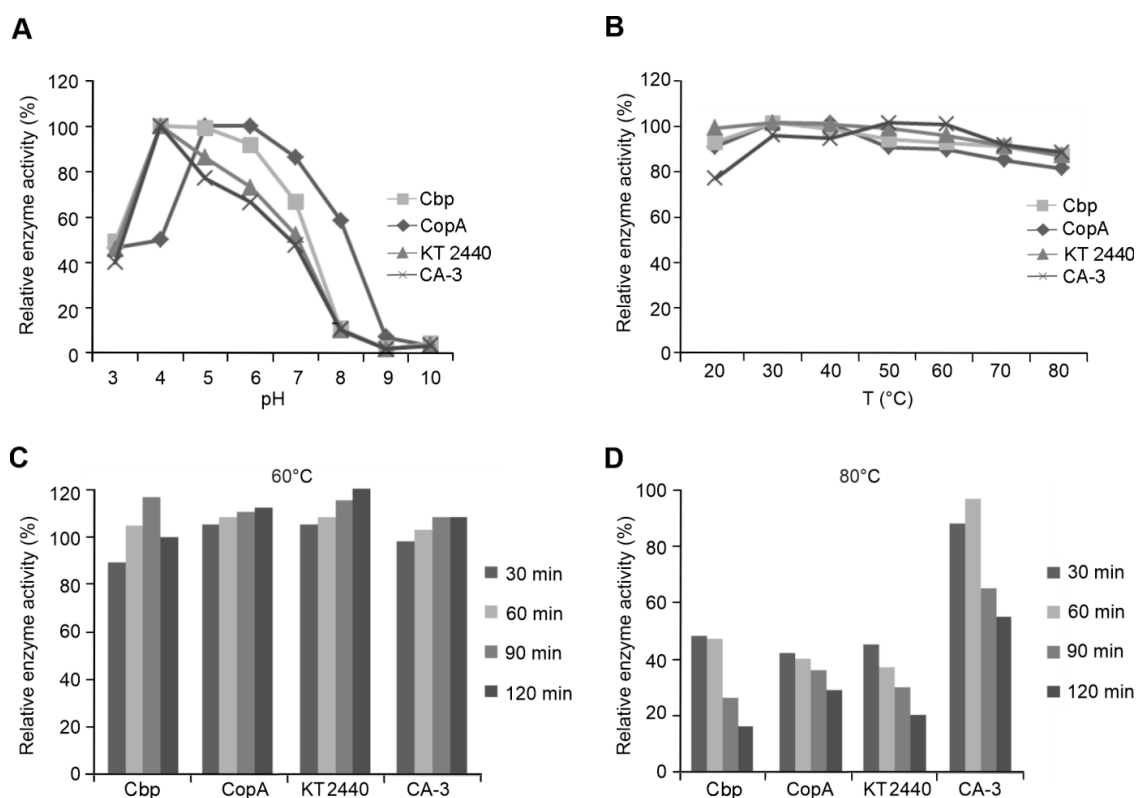 A
Relative enzyme activity (%)
120
100
80
60
40
20
0
3 4 5 6 7 8 9 10
pH
Cbp
CopA
KT 2440
CA-3
B
Relative enzyme activity (%)
120
100
80
60
40
20
0
20 30 40 50 60 70 80
T (°C)
Cbp
CopA
KT 2440
CA-3
C
60°C
Relative enzyme activity (%)
120
100
80
60
40
20
0
Cbp CopA KT2440 CA-3
30 min
60 min
90 min
120 min
D
80°C
Relative enzyme activity (%)
100
80
60
40
20
0
Cbp CopA KT2440 CA-3
30 min
60 min
90 min
120 min